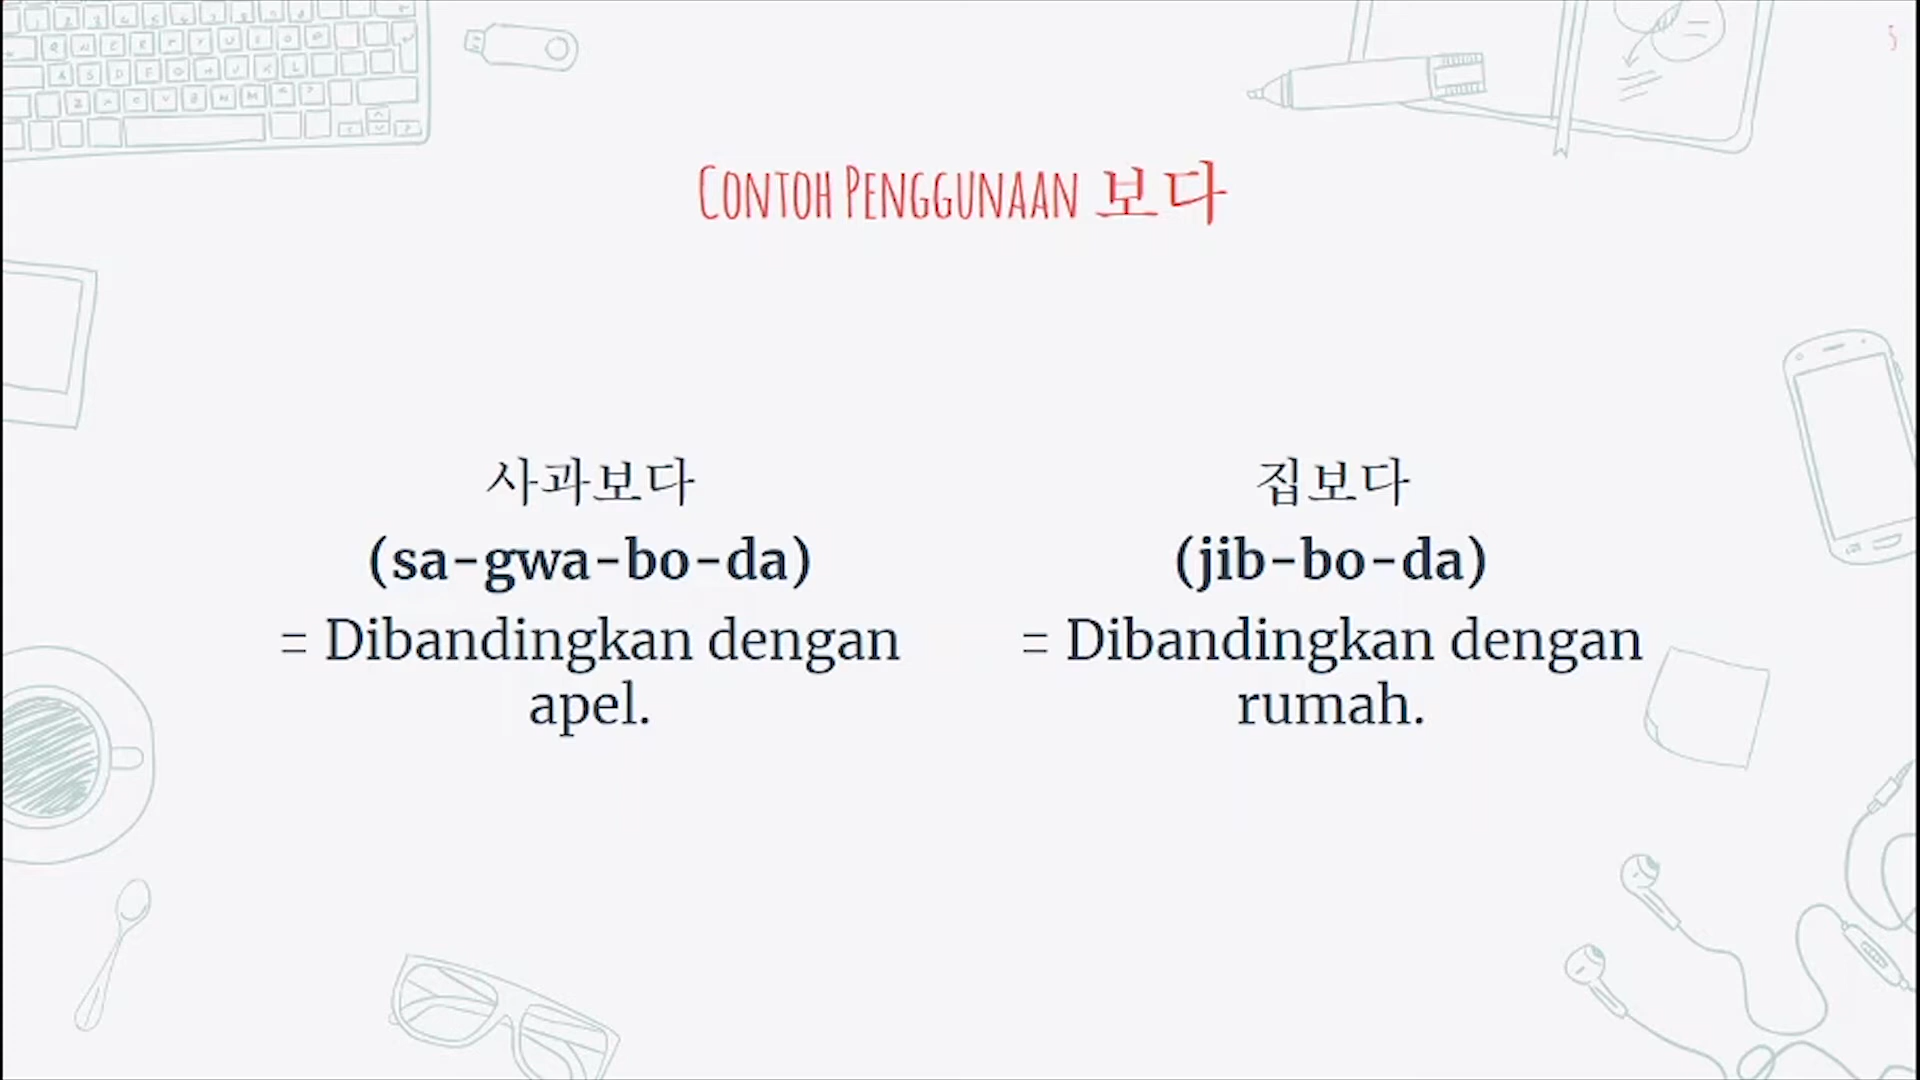 5
CONTOH PENGGUNAAN 보다
사과보다
(sa-gwa-bo-da)
= Dibandingkan dengan
apel.
집보다
(jib-bo-da)
= Dibandingkan dengan
rumah.